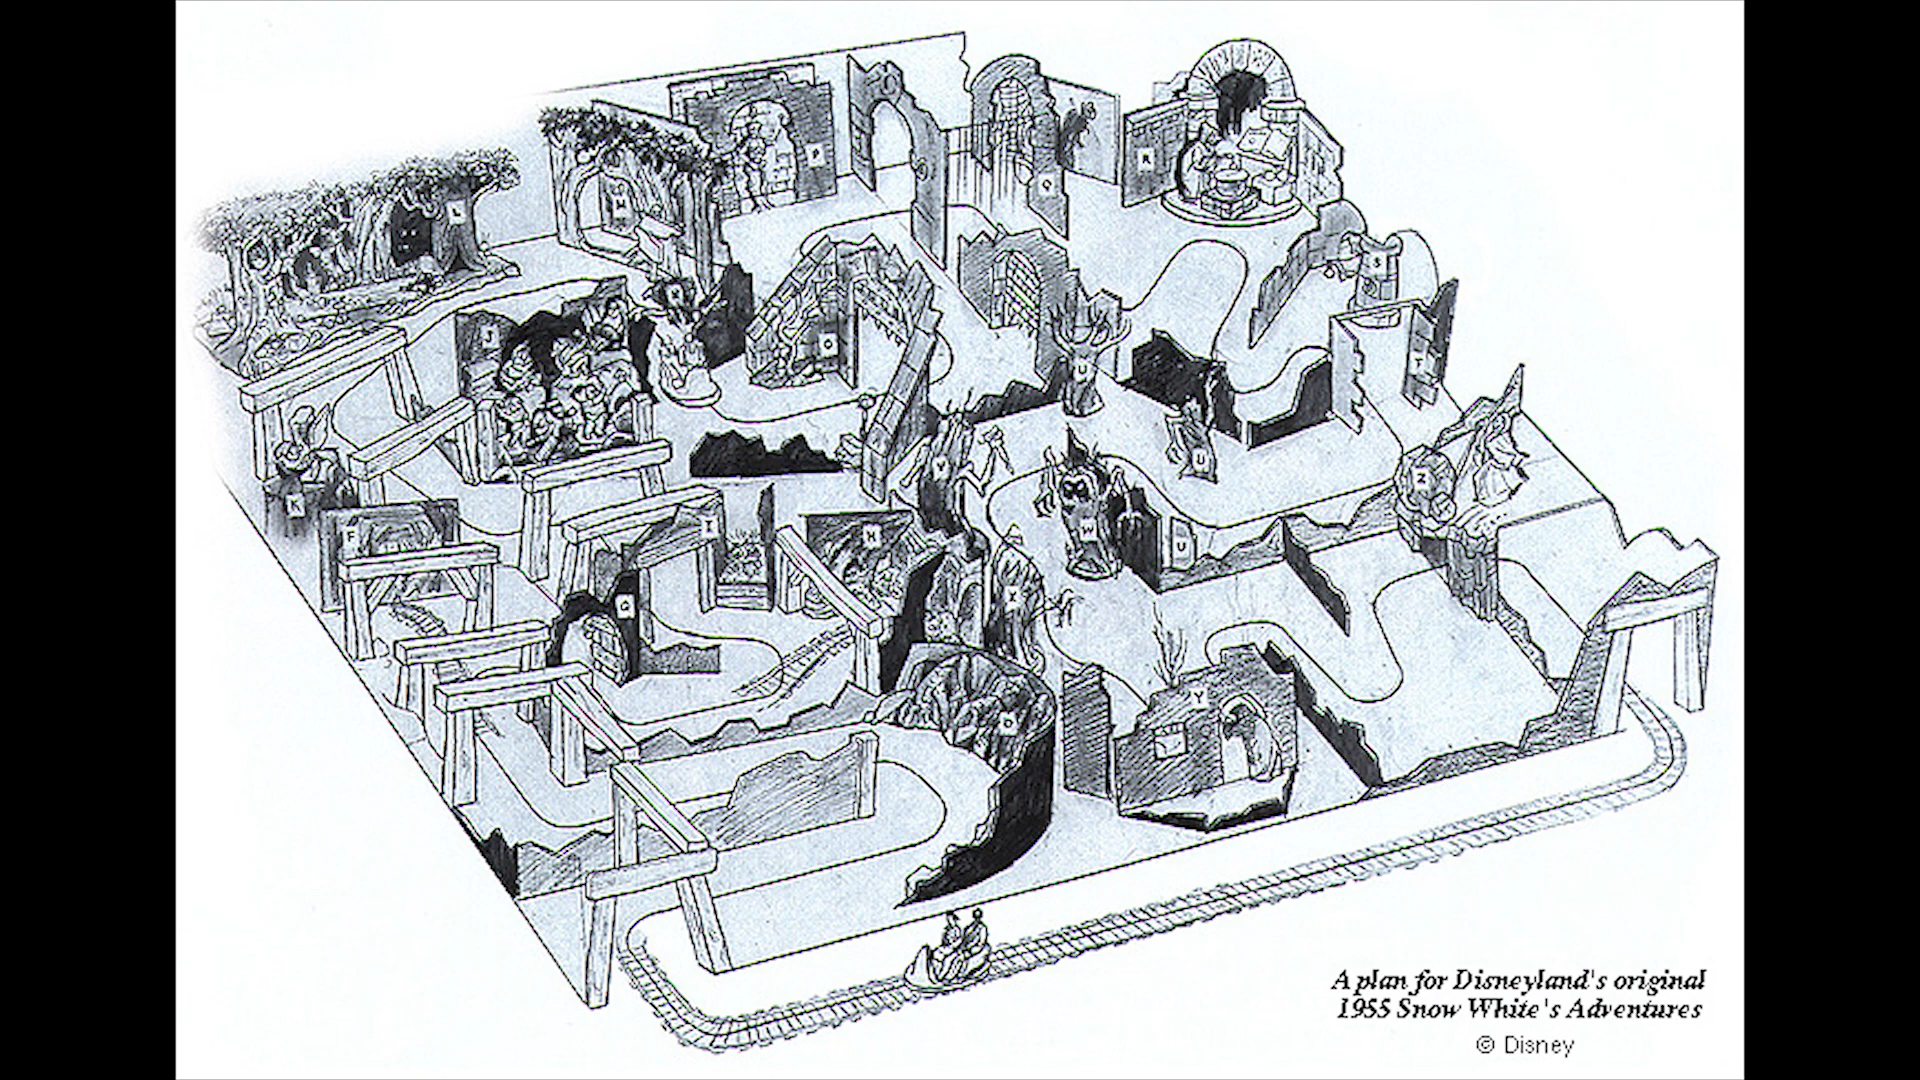 L
M
P
Q
R
S
J
O
T
U
V
Z
K
F
I
H
W
U
U
G
X
Y
A plan for Disneyland's original
1955 Snow White's Adventures
© Disney